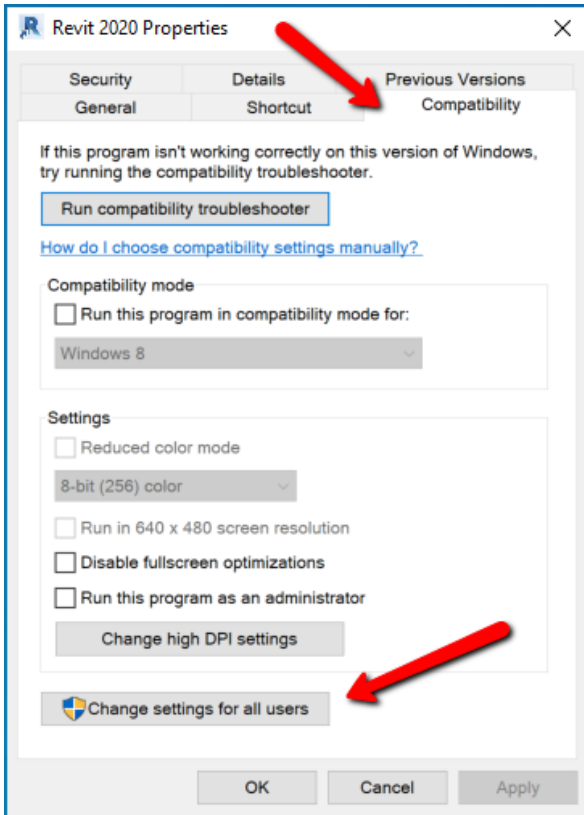 Revit 2020 Properties
Security Details Previous Versions
General Shortcut Compatibility
If this program isn't working correctly on this version of Windows,
try running the compatibility troubleshooter.
Run compatibility troubleshooter
How do I choose compatibility settings manually?
Compatibility mode
Run this program in compatibility mode for:
Windows 8
Settings
Reduced color mode
8-bit (256) color
Run in 640 x 480 screen resolution
Disable fullscreen optimizations
Run this program as an administrator
Change high DPI settings
Change settings for all users
OK Cancel Apply